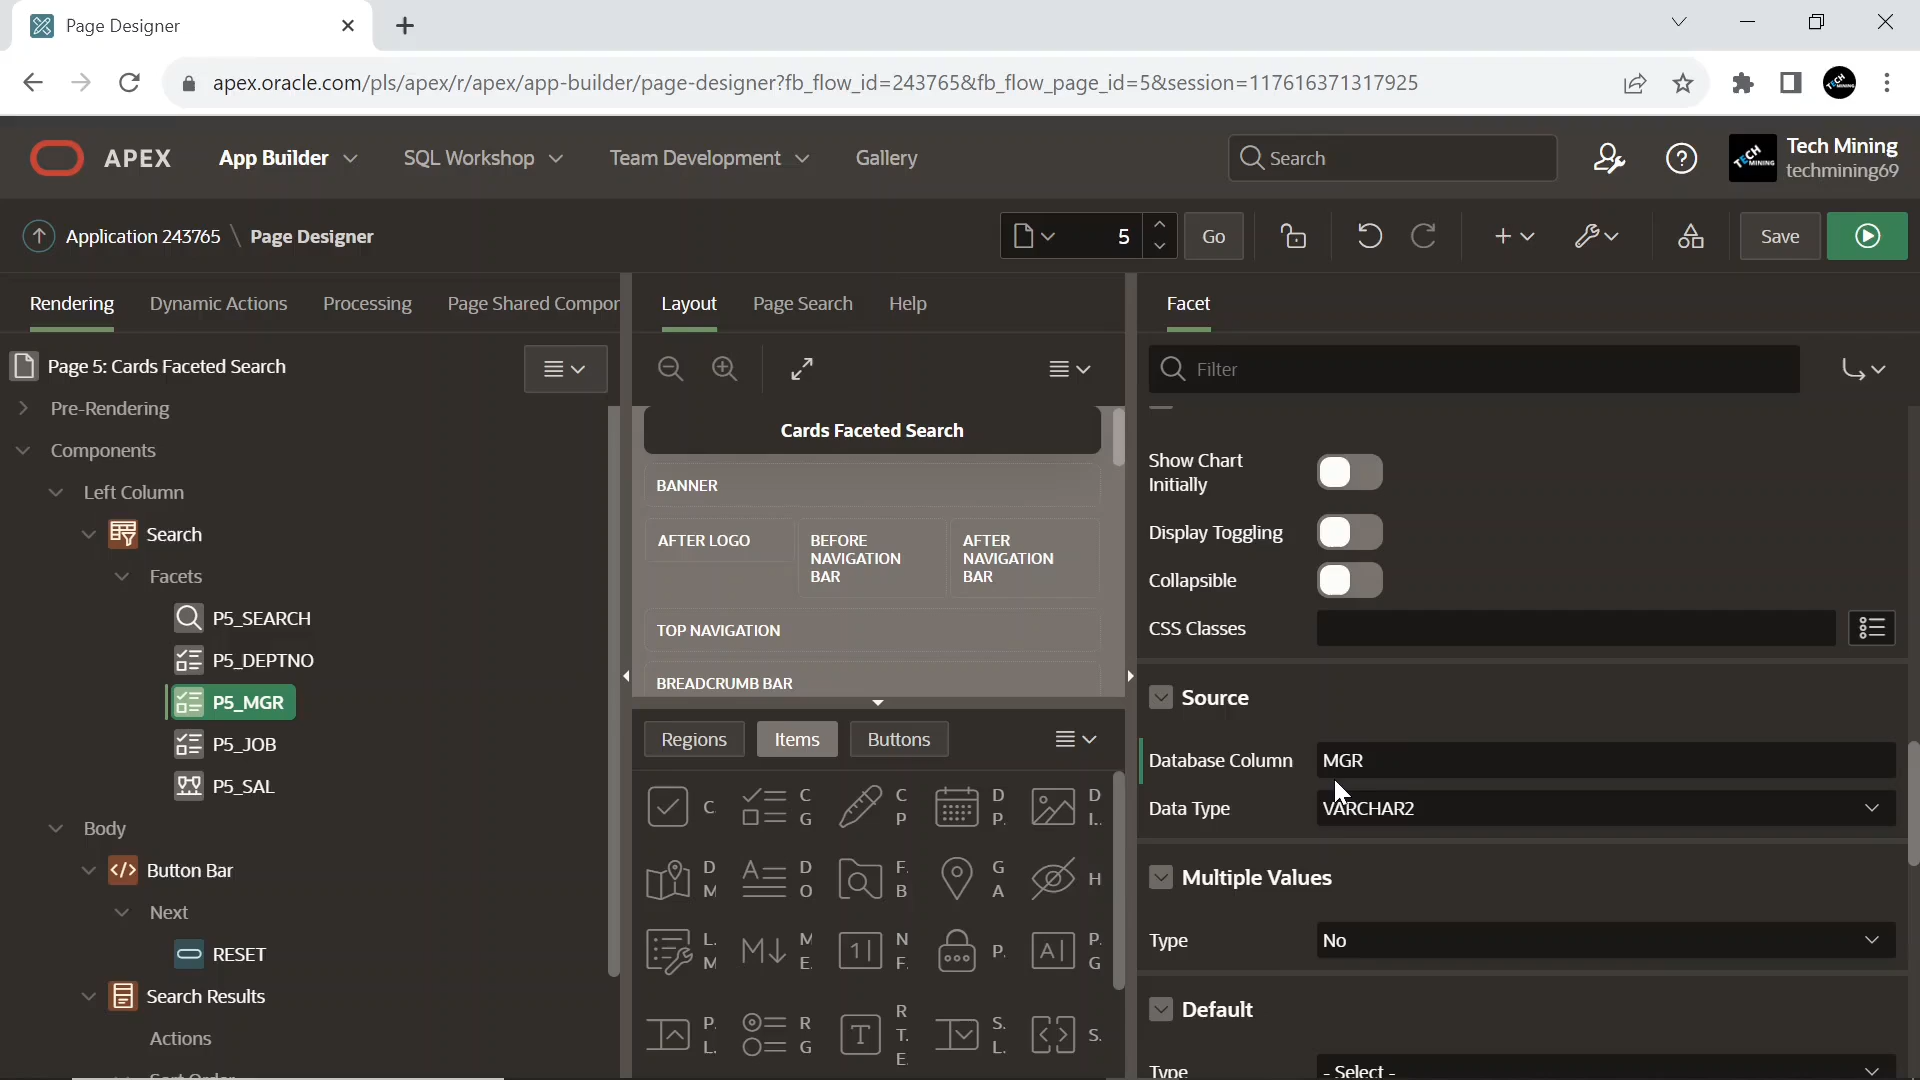 Page Designer
apex.oracle.com/pls/apex/r/apex/app-builder/page-designer?fb_flow_id=243765&fb_flow_page_id=5&session=117616371317925
APEX
App Builder
SQL Workshop
Team Development
Gallery
Search
Tech Mining
techmining69
Application 243765 \ Page Designer
5
Go
Save
Rendering
Dynamic Actions
Processing
Page Shared Compor
Layout
Page Search
Help
Facet
Page 5: Cards Faceted Search
Filter
Pre-Rendering
Components
Left Column
Search
Facets
P5_SEARCH
P5_DEPTNO
P5_MGR
P5_JOB
P5_SAL
Body
Button Bar
Next
RESET
Search Results
Actions
Cards Faceted Search
BANNER
AFTER LOGO
BEFORE
NAVIGATION
BAR
AFTER
NAVIGATION
BAR
TOP NAVIGATION
BREADCRUMB BAR
Regions
Items
Buttons
C
G
C.
C
P
D
P.
D
I..
D
M
D
O
F.
B
G
A
H
L.
M
M
E.
N
F.
P.
P.
G
P.
L.
R
G
R
T.
E.
S.
L.
S.
Show Chart
Initially
Display Toggling
Collapsible
CSS Classes
Source
Database Column
MGR
Data Type
VARCHAR2
Multiple Values
Type
No
Default
Type
- Select -